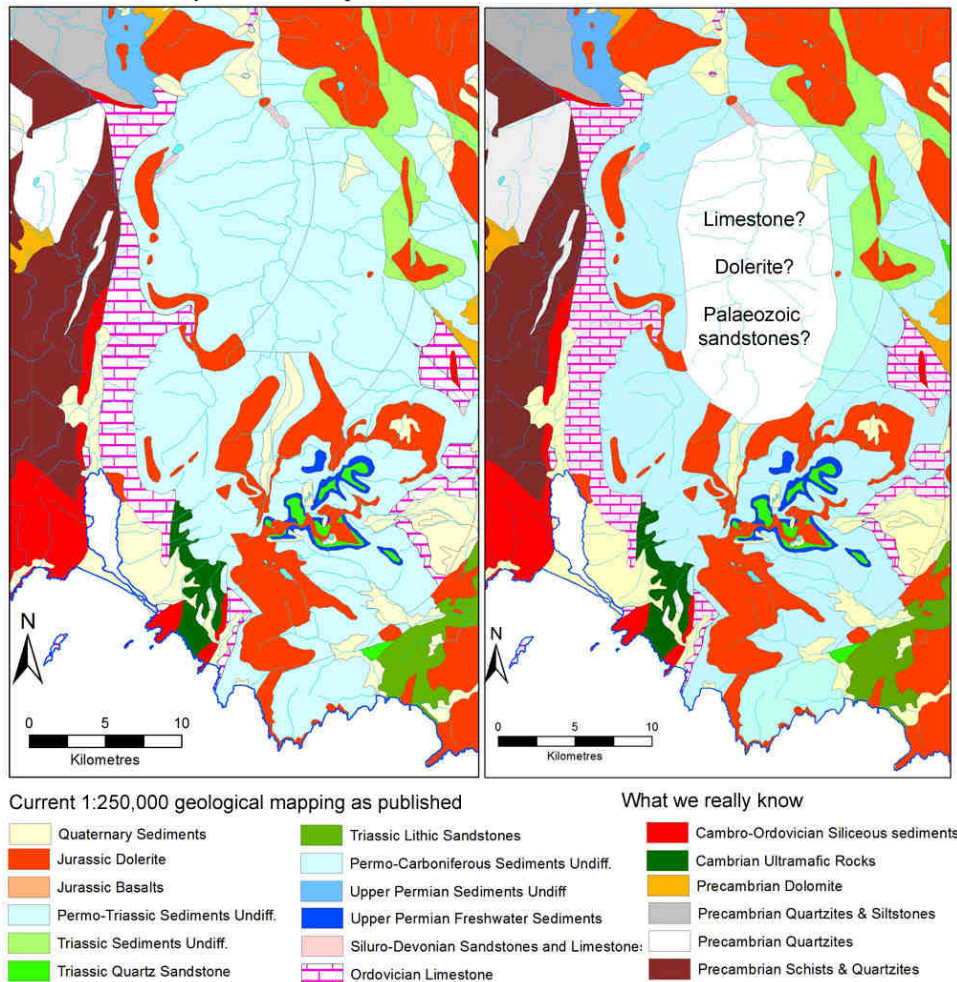 Limestone?
Dolerite?
Palaeozoic
sandstones?
N
0 5 10
Kilometres
N
0 5 10
Kilometres
Current 1:250,000 geological mapping as published
What we really know
Quaternary Sediments
Jurassic Dolerite
Jurassic Basalts
Permo-Triassic Sediments Undiff.
Triassic Sediments Undiff.
Triassic Quartz Sandstone
Triassic Lithic Sandstones
Permo-Carboniferous Sediments Undiff.
Upper Permian Sediments Undiff
Upper Permian Freshwater Sediments
Siluro-Devonian Sandstones and Limestone
Ordovician Limestone
Cambro-Ordovician Siliceous sediments
Cambrian Ultramafic Rocks
Precambrian Dolomite
Precambrian Quartzites & Siltstones
Precambrian Quartzites
Precambrian Schists & Quartzites